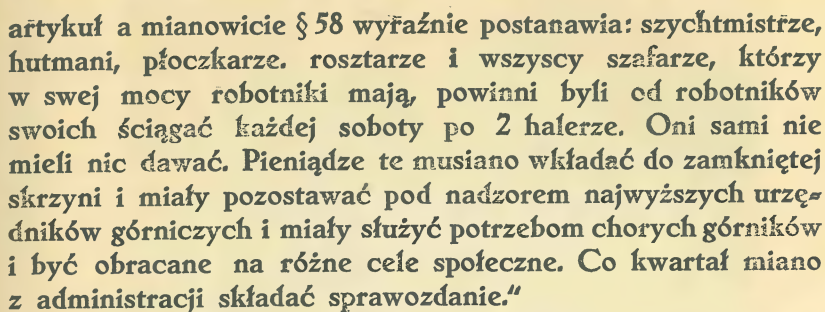 artykuł a mianowicie § 58 wyraźnie postanawia: szychtmistrze,
hutmani, płoczkarze. rosztarze i wszyscy szafarze, którzy
w swej mocy robotniki mają, powinni byli od robotników
swoich ściągać każdej soboty po 2 halerze. Oni sami nie
mieli nic dawać. Pieniądze te musiano wkładać do zamkniętej
skrzyni i miały pozostawać pod nadzorem najwyższych urzę-
dników górniczych i miały służyć potrzebom chorych górników
i być obracane na różne cele społeczne. Co kwartał miano
z administracji składać sprawozdanie.“